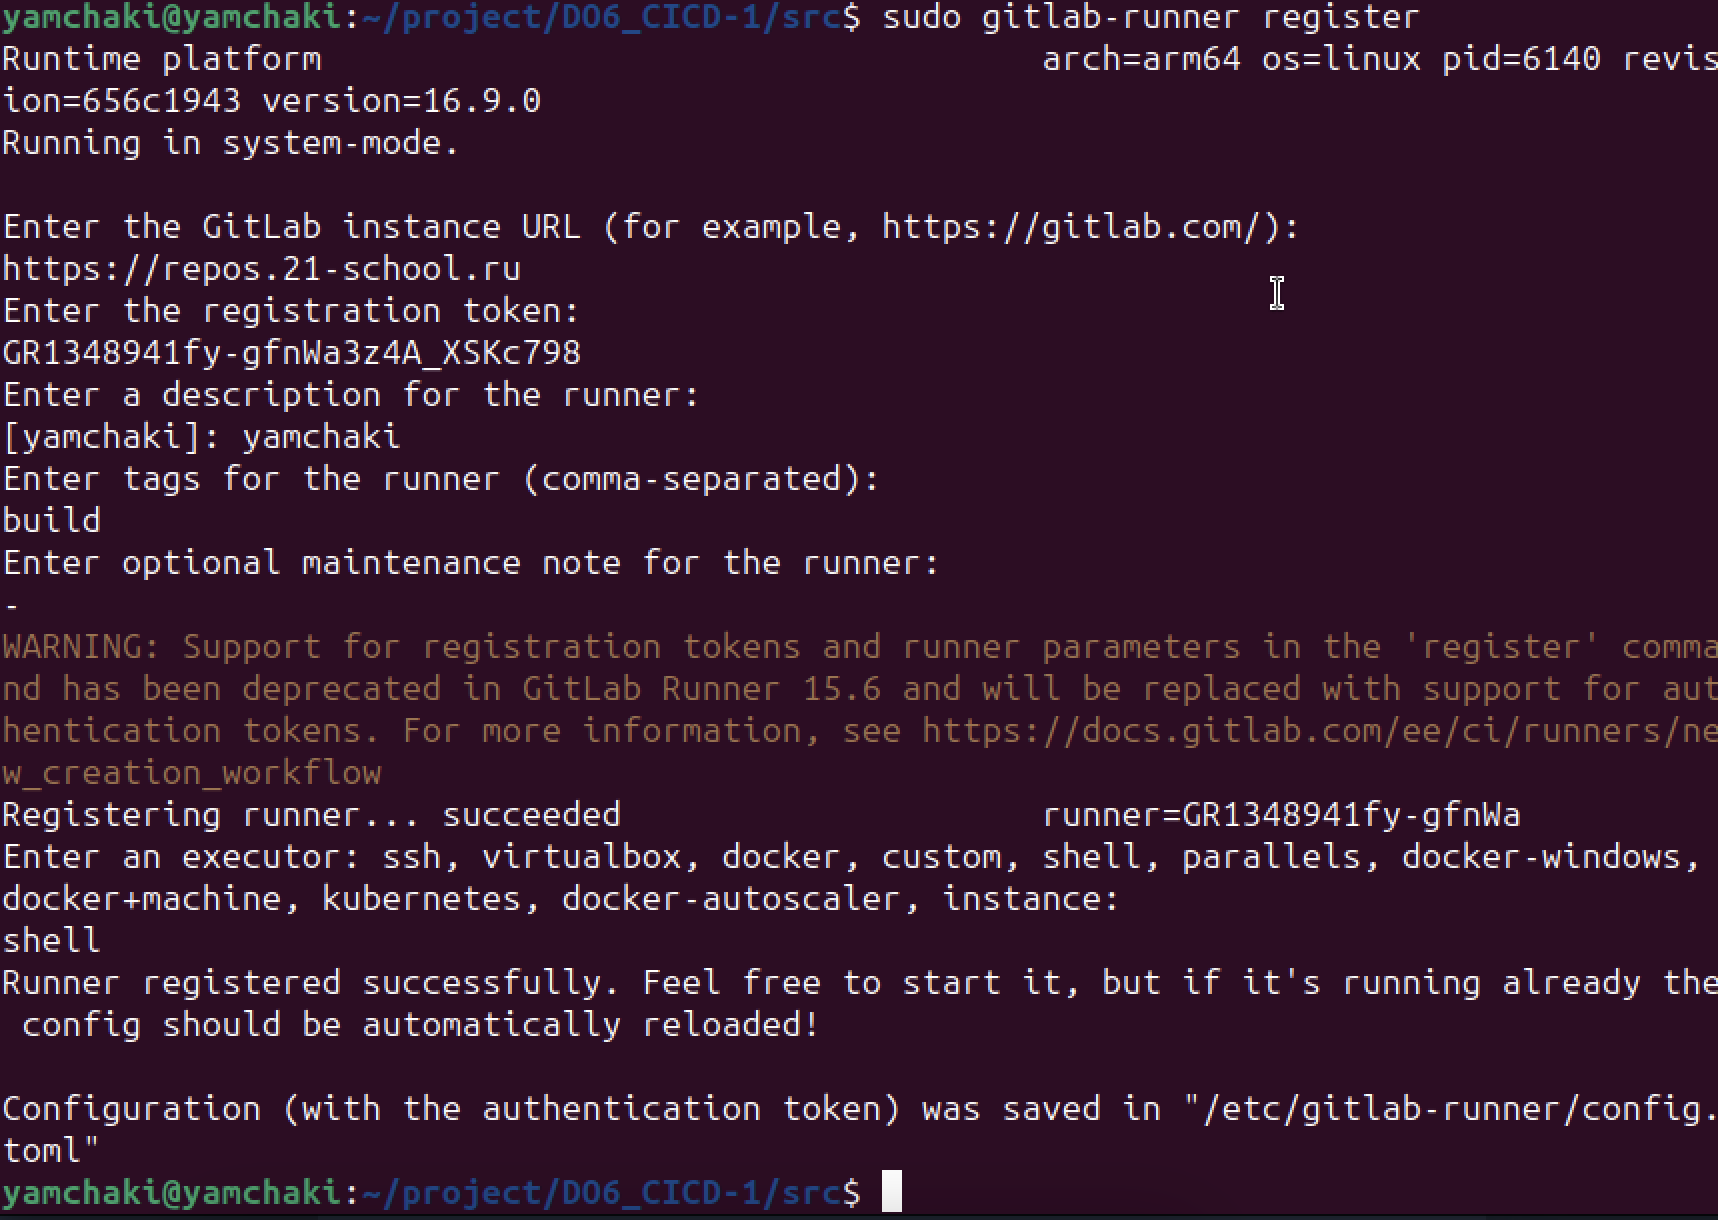 yamchaki@yamchaki:~/project/DO6_CICD-1/src$ sudo gitlab-runner register
Runtime platform                                    arch=arm64 os=linux pid=6140 revis
ion=656c1943 version=16.9.0
Running in system-mode.

Enter the GitLab instance URL (for example, https://gitlab.com/):
https://repos.21-school.ru
Enter the registration token:
GR1348941fy-gfnWa3z4A_XSKc798
Enter a description for the runner:
[yamchaki]: yamchaki
Enter tags for the runner (comma-separated):
build
Enter optional maintenance note for the runner:
-
WARNING: Support for registration tokens and runner parameters in the 'register' comma
nd has been deprecated in GitLab Runner 15.6 and will be replaced with support for aut
hentication tokens. For more information, see https://docs.gitlab.com/ee/ci/runners/ne
w_creation_workflow
Registering runner... succeeded                     runner=GR1348941fy-gfnWa
Enter an executor: ssh, virtualbox, docker, custom, shell, parallels, docker-windows,
docker+machine, kubernetes, docker-autoscaler, instance:
shell
Runner registered successfully. Feel free to start it, but if it's running already the
 config should be automatically reloaded!

Configuration (with the authentication token) was saved in "/etc/gitlab-runner/config.
toml"
yamchaki@yamchaki:~/project/DO6_CICD-1/src$